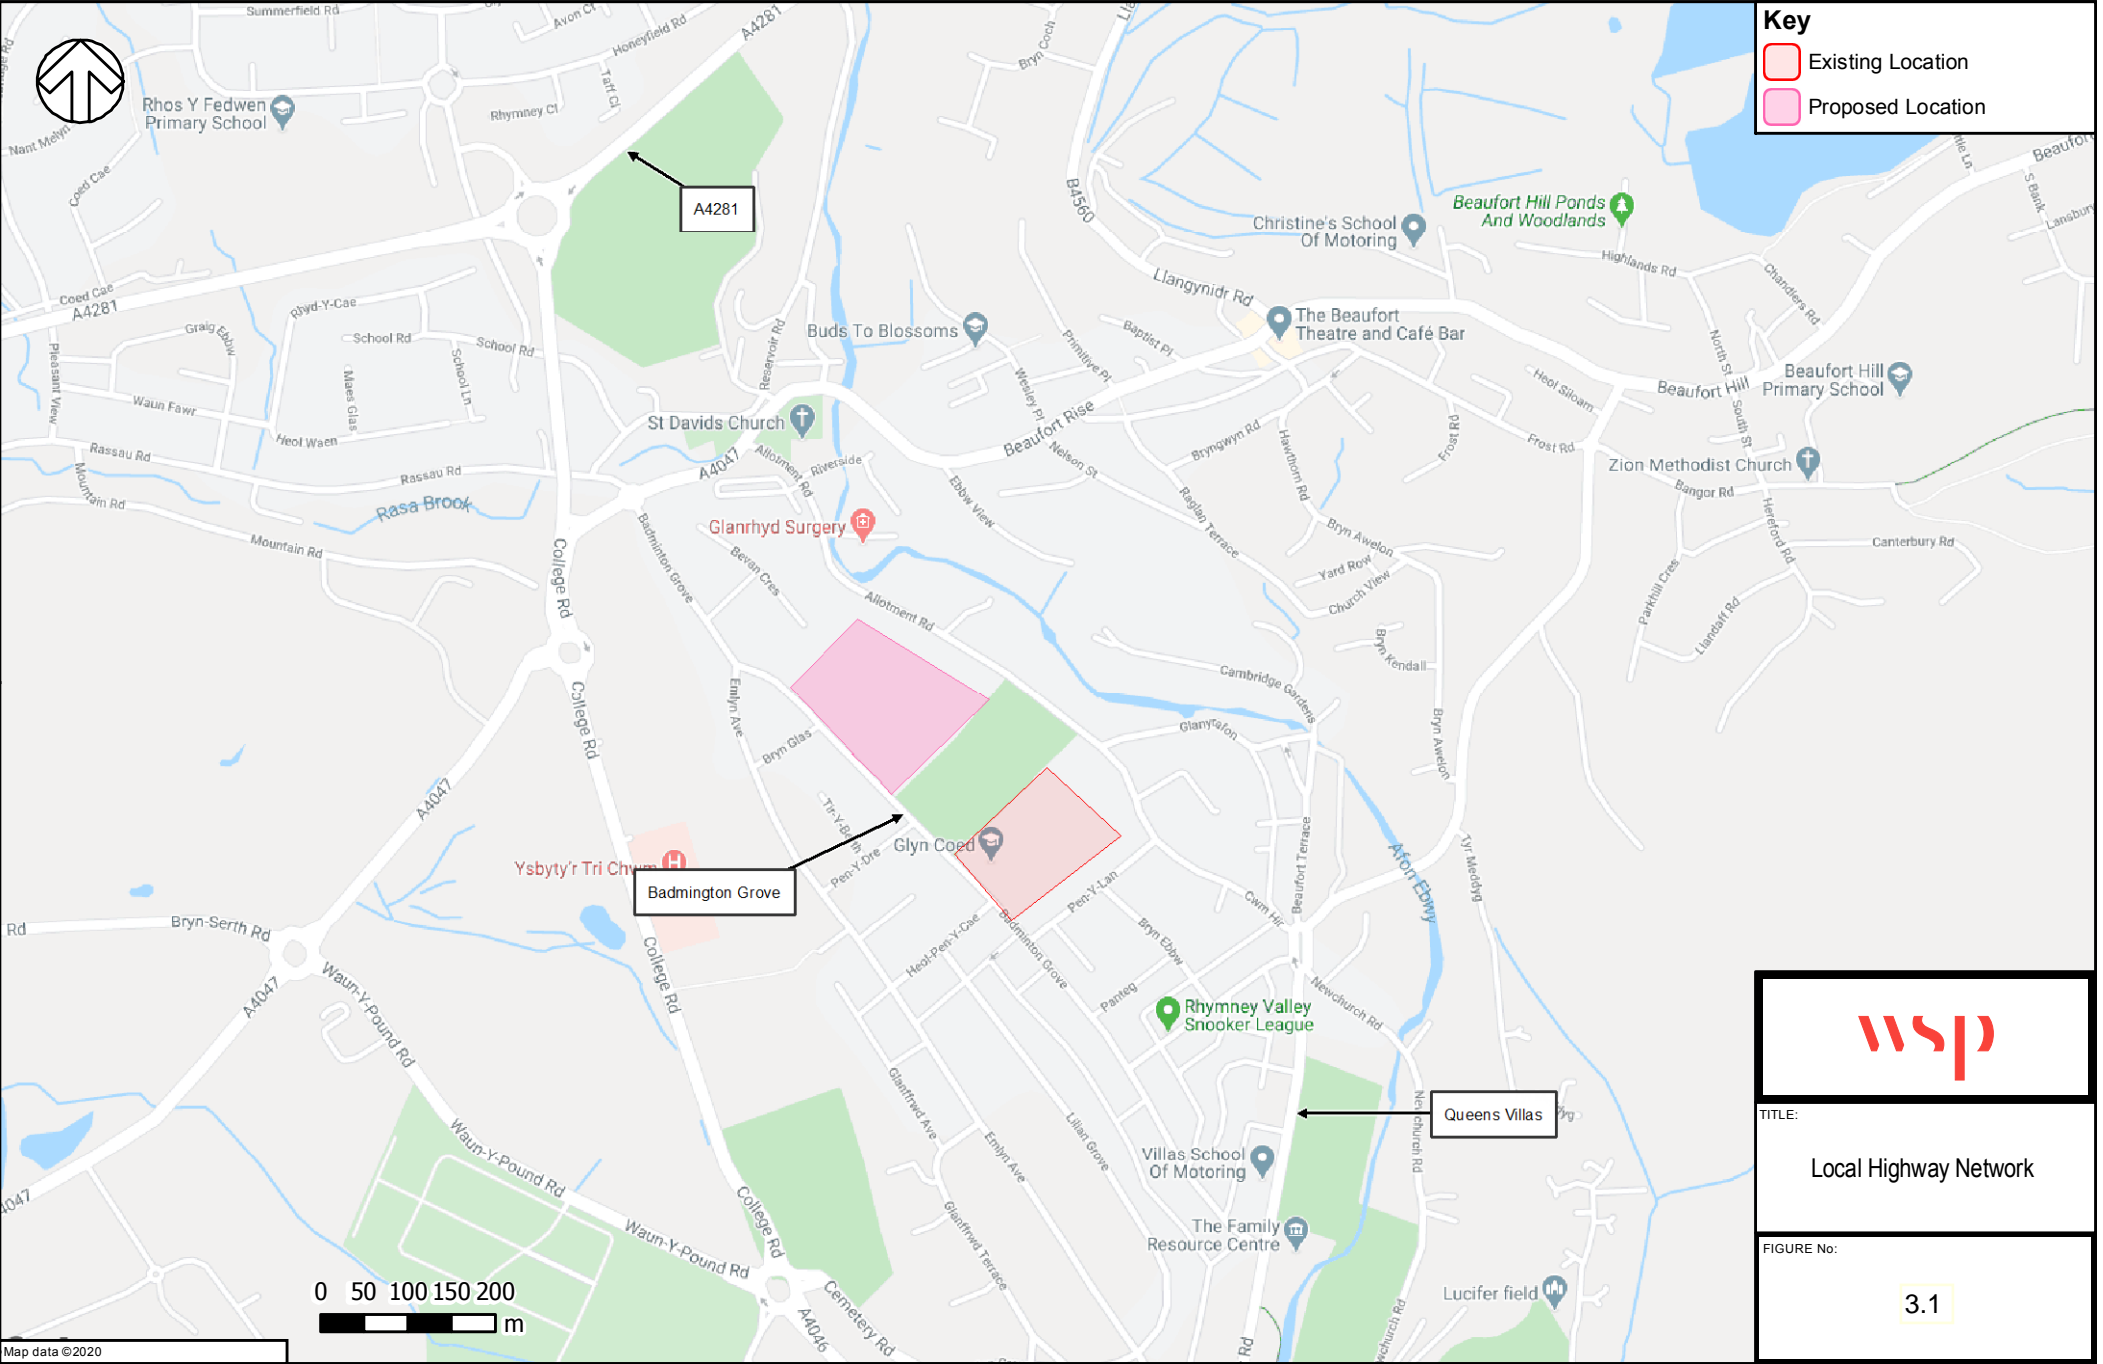 Summerfield Rd
Avon Ct
Honeyfield Rd
A4281
Bryn Coch
Key
Existing Location
Proposed Location
Rhos Y Fedwen
Primary School
Taff Cl
Rhymney Cl
Nant Melyn
Coed Cae
A4281
B4560
Beaufort Hill Ponds
And Woodlands
Christine's School
Of Motoring
S Bank
Lansbury
Highlands Rd
Chandlers Rd
Llangynidr Rd
Coed Cae
A4281
Rhyd-Y-Cae
Graig Ebbw
School Rd
School Rd
School Ln
Maes Glas
Pleasant View
Waun Fawr
Heol Waen
Reservoir Rd
Buds To Blossoms
Primitive Pl
Baptist Pl
Wesley Pl
The Beaufort
Theatre and Café Bar
North St
Beaufort Hill
Beaufort Hill
Primary School
Heol Siloam
South St
St Davids Church
A4047
Beaufort Rise
Nelson St
Bryngwyn Rd
Hawthorn Rd
Frost Rd
Frost Rd
Zion Methodist Church
Bangor Rd
Hereford Rd
Canterbury Rd
Parkhill Cres
Llandaff Rd
Rassau Rd
Rassau Rd
Mountain Rd
Mountain Rd
Rasa Brook
Allotment Rd
Riverside
Ebbw View
Raglan Terrace
Glanrhyd Surgery
Badminton Grove
Bevan Cres
Allotment Rd
Bryn Awelon
Yard Row
Church View
Bryn Kendall
Bryn Awelon
College Rd
College Rd
Cambridge Gardens
Glanyrafon
Emlyn Ave
Bryn Glas
A4047
Tir-Y-Berth
Pen-Y-Dre
Glyn Coed
Ysbyty'r Tri Chwm
Badmington Grove
Pen-Y-Lan
Heol-Pen-Y-Cae
Badminton Grove
Bryn Ebbw
Cwm Hir
Beaufort Terrace
Afon Ebwy
Tyr Meddyg
Rd
Bryn-Serth Rd
A4047
Waun-Y-Pound Rd
College Rd
Panteg
Rhymney Valley
Snooker League
Newchurch Rd
Queens Villas
Newchurch Rd
Glanffrwd Ave
Emlyn Ave
Lilian Grove
Villas School
Of Motoring
Waun-Y-Pound Rd
4047
College Rd
Glanffrwd Terrace
The Family
Resource Centre
Waun-Y-Pound Rd
Cemetery Rd
A4046
Lucifer field
Rd
0 50 100 150 200
m
Map data ©2020
wsp
TITLE:
Local Highway Network
FIGURE No:
3.1